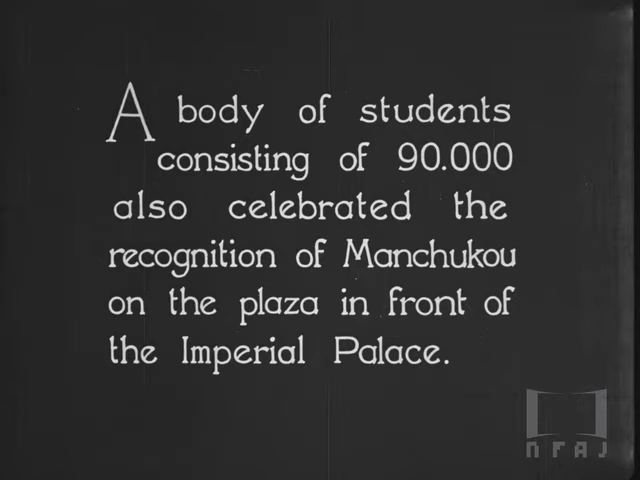 A body of students
consisting of 90.000
also celebrated the
recognition of Manchukou
on the plaza in front of
the Imperial Palace.
NFAJ